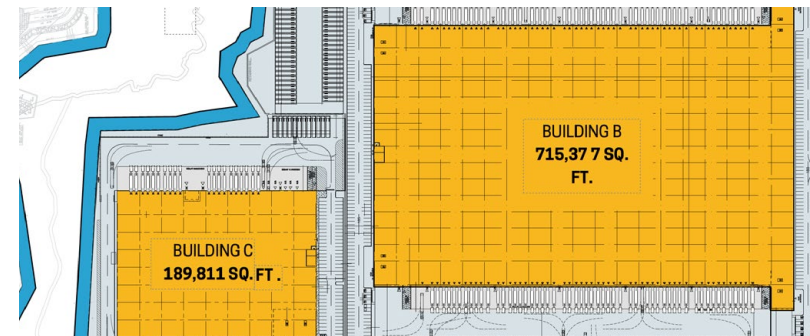 BUILDING B
715,37 7 SQ.
FT.
BUILDING C
189,811 SQ. FT .